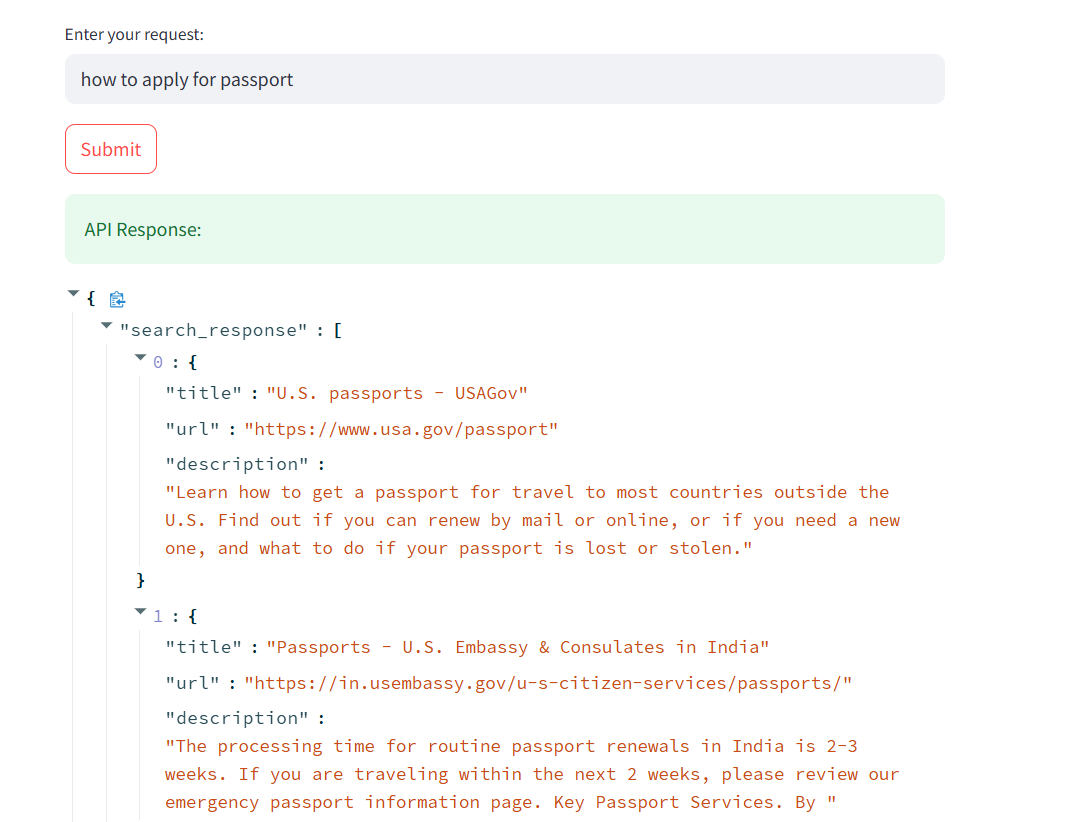 Enter your request:
how to apply for passport
Submit
API Response:
{
"search_response" : [
0 : {
"title" : "U.S. passports - USAGov"
"url" : "https://www.usa.gov/passport"
"description" :
"Learn how to get a passport for travel to most countries outside the
U.S. Find out if you can renew by mail or online, or if you need a new
one, and what to do if your passport is lost or stolen."
}
1 : {
"title" : "Passports - U.S. Embassy & Consulates in India"
"url" : "https://in.usembassy.gov/u-s-citizen-services/passports/"
"description" :
"The processing time for routine passport renewals in India is 2-3
weeks. If you are traveling within the next 2 weeks, please review our
emergency passport information page. Key Passport Services. By "